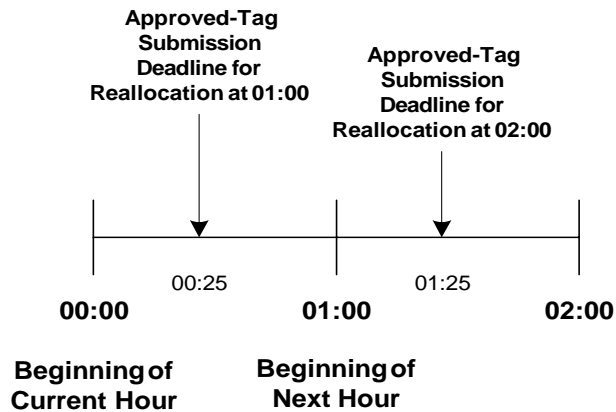 Approved-Tag
Submission
Deadline for
Reallocation at 01:00
Approved-Tag
Submission
Deadline for
Reallocation at 02:00
00:25
01:25
00:00
01:00
02:00
Beginning of
Current Hour
Beginning of
Next Hour